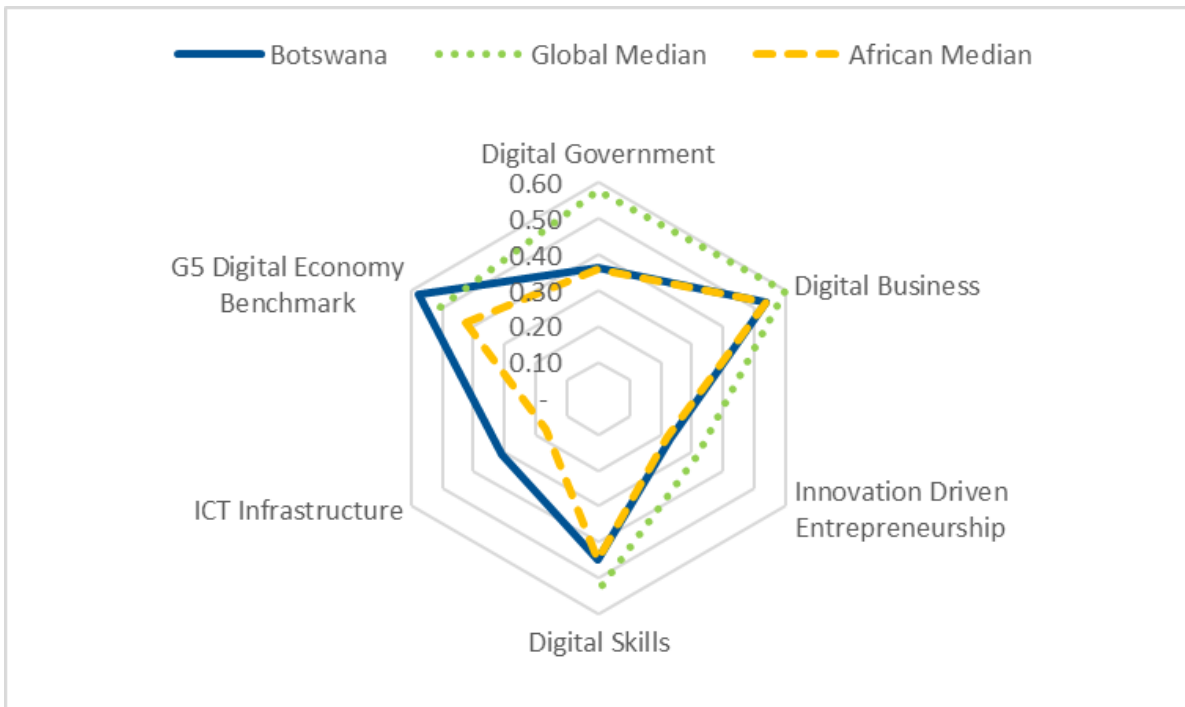 Botswana
Global Median
African Median
Digital Government
0.60
0.50
0.40
0.30
0.20
0.10
-
G5 Digital Economy
Benchmark
Digital Business
ICT Infrastructure
Innovation Driven
Entrepreneurship
Digital Skills